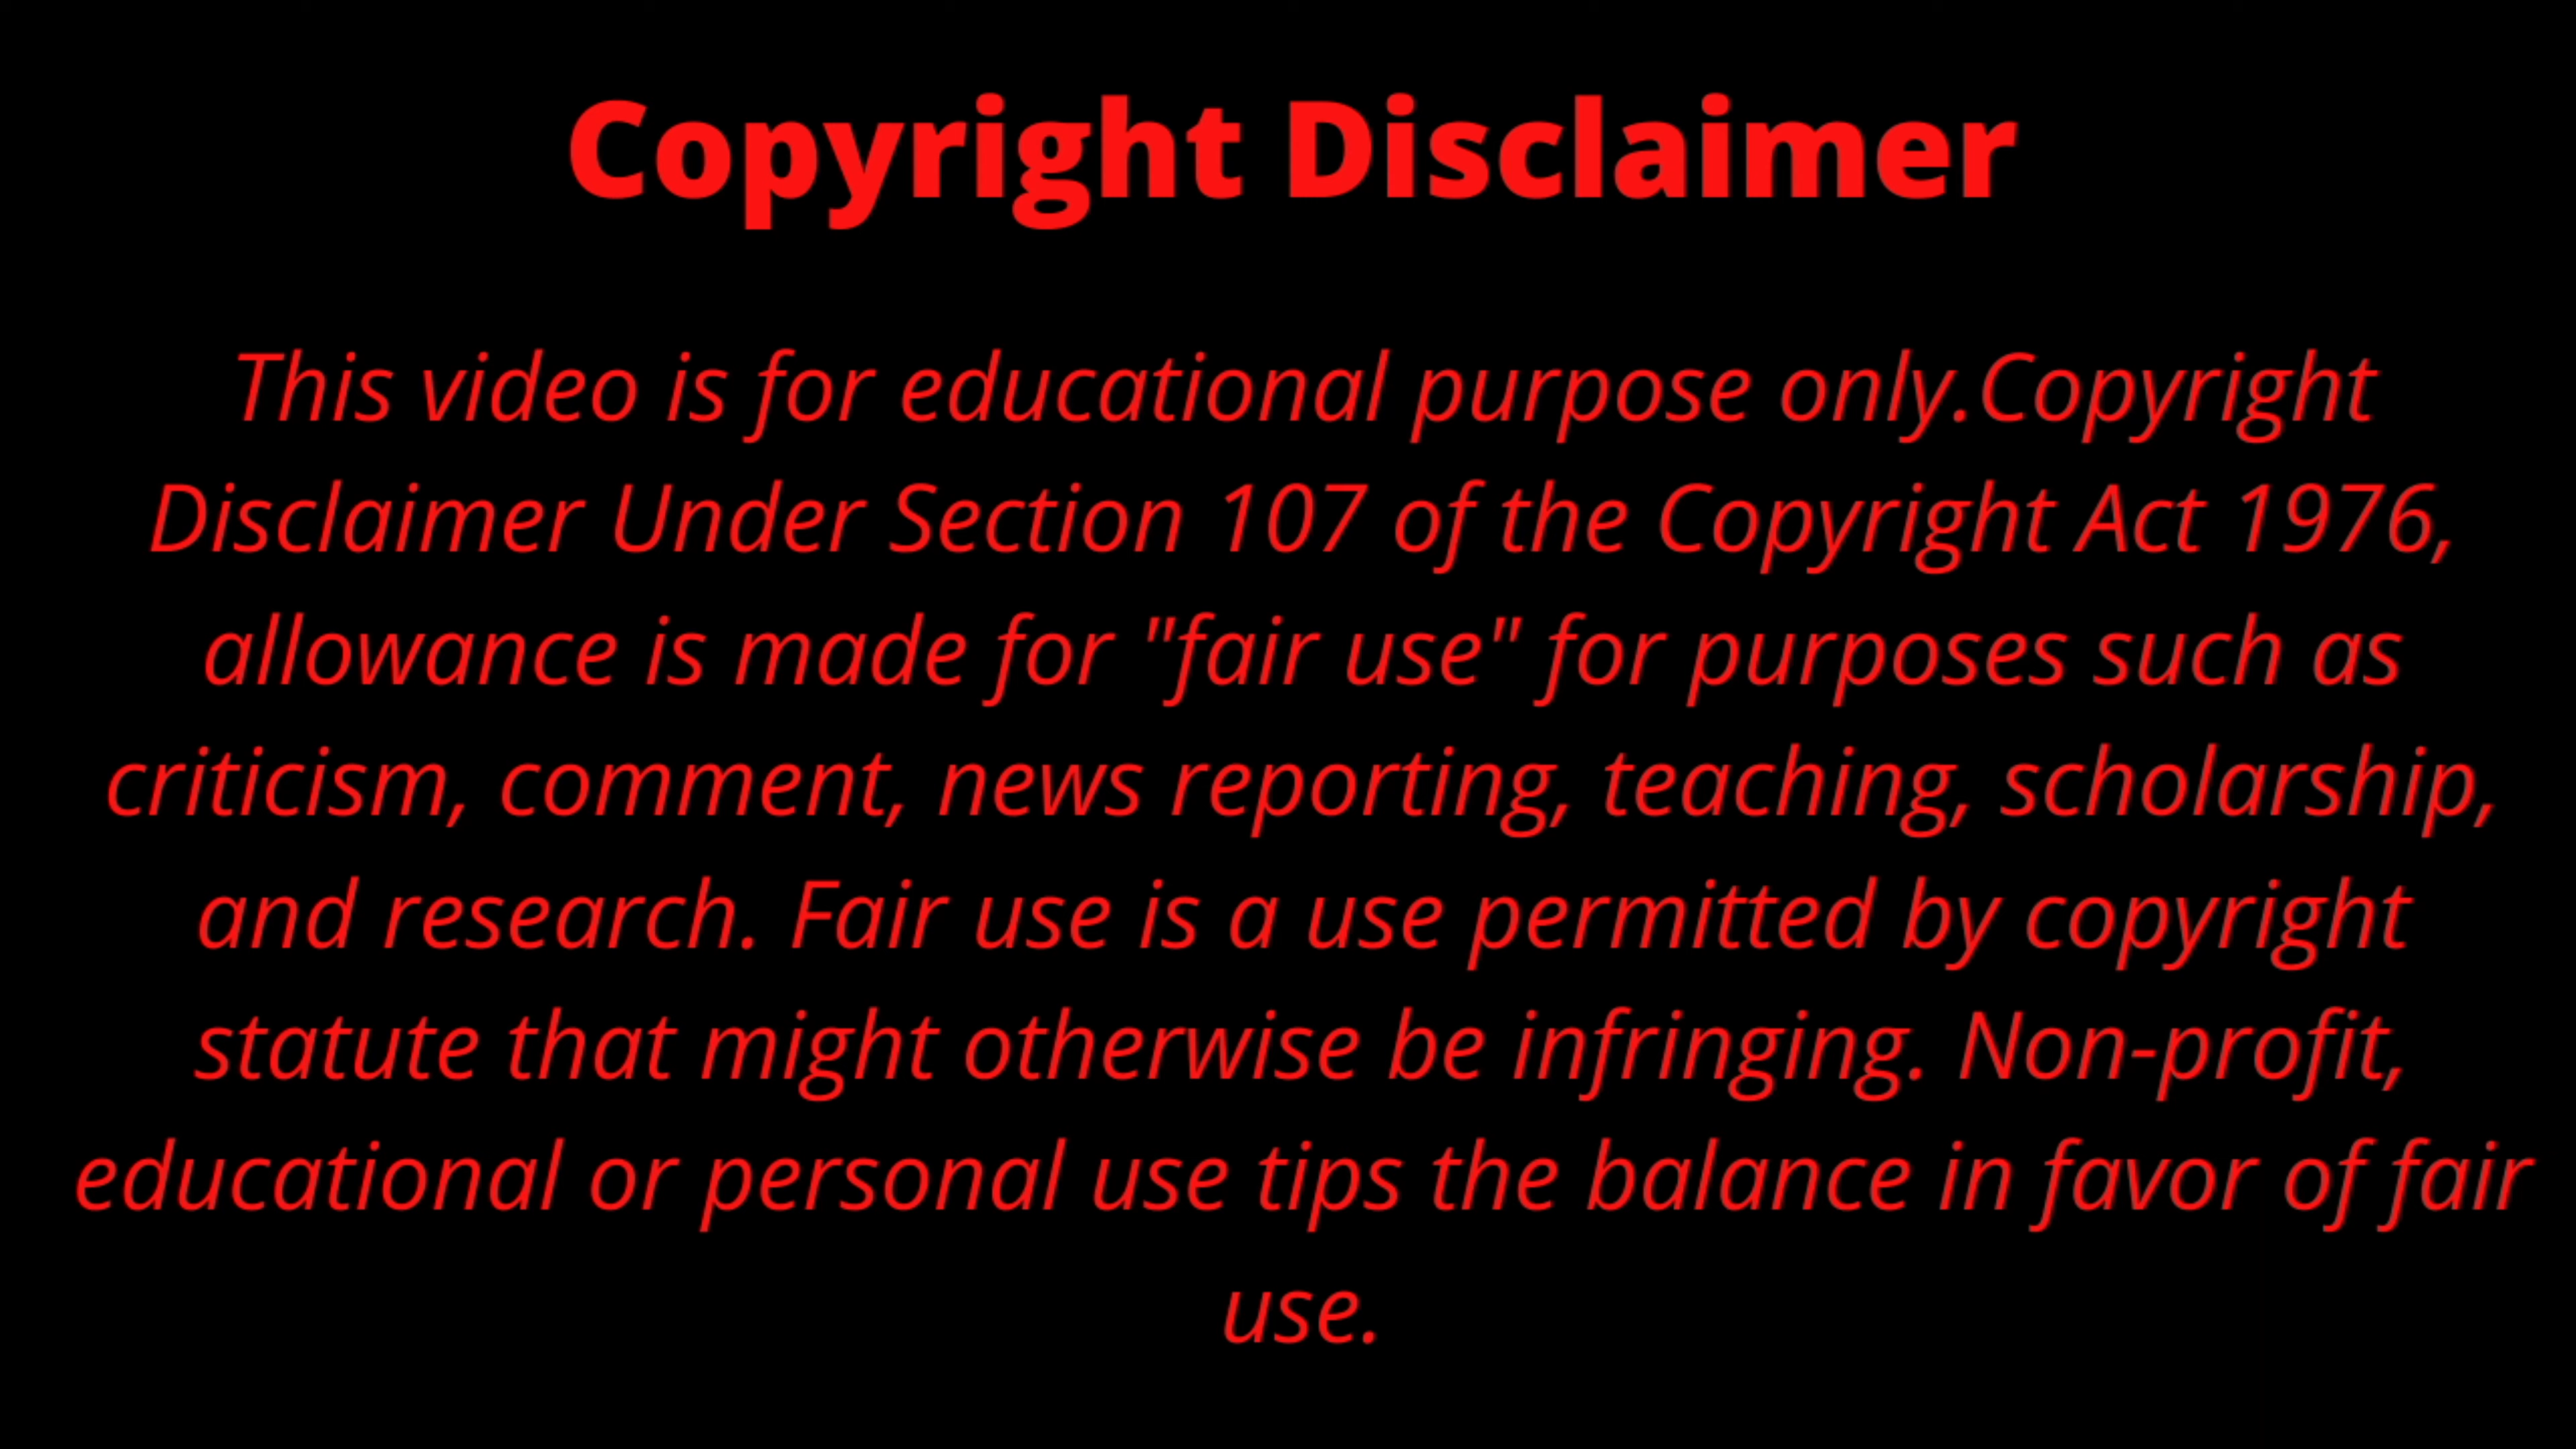 Copyright Disclaimer
This video is for educational purpose only.Copyright
Disclaimer Under Section 107 of the Copyright Act 1976,
allowance is made for "fair use" for purposes such as
criticism, comment, news reporting, teaching, scholarship,
and research. Fair use is a use permitted by copyright
statute that might otherwise be infringing. Non-profit,
educational or personal use tips the balance in favor of fair
use.